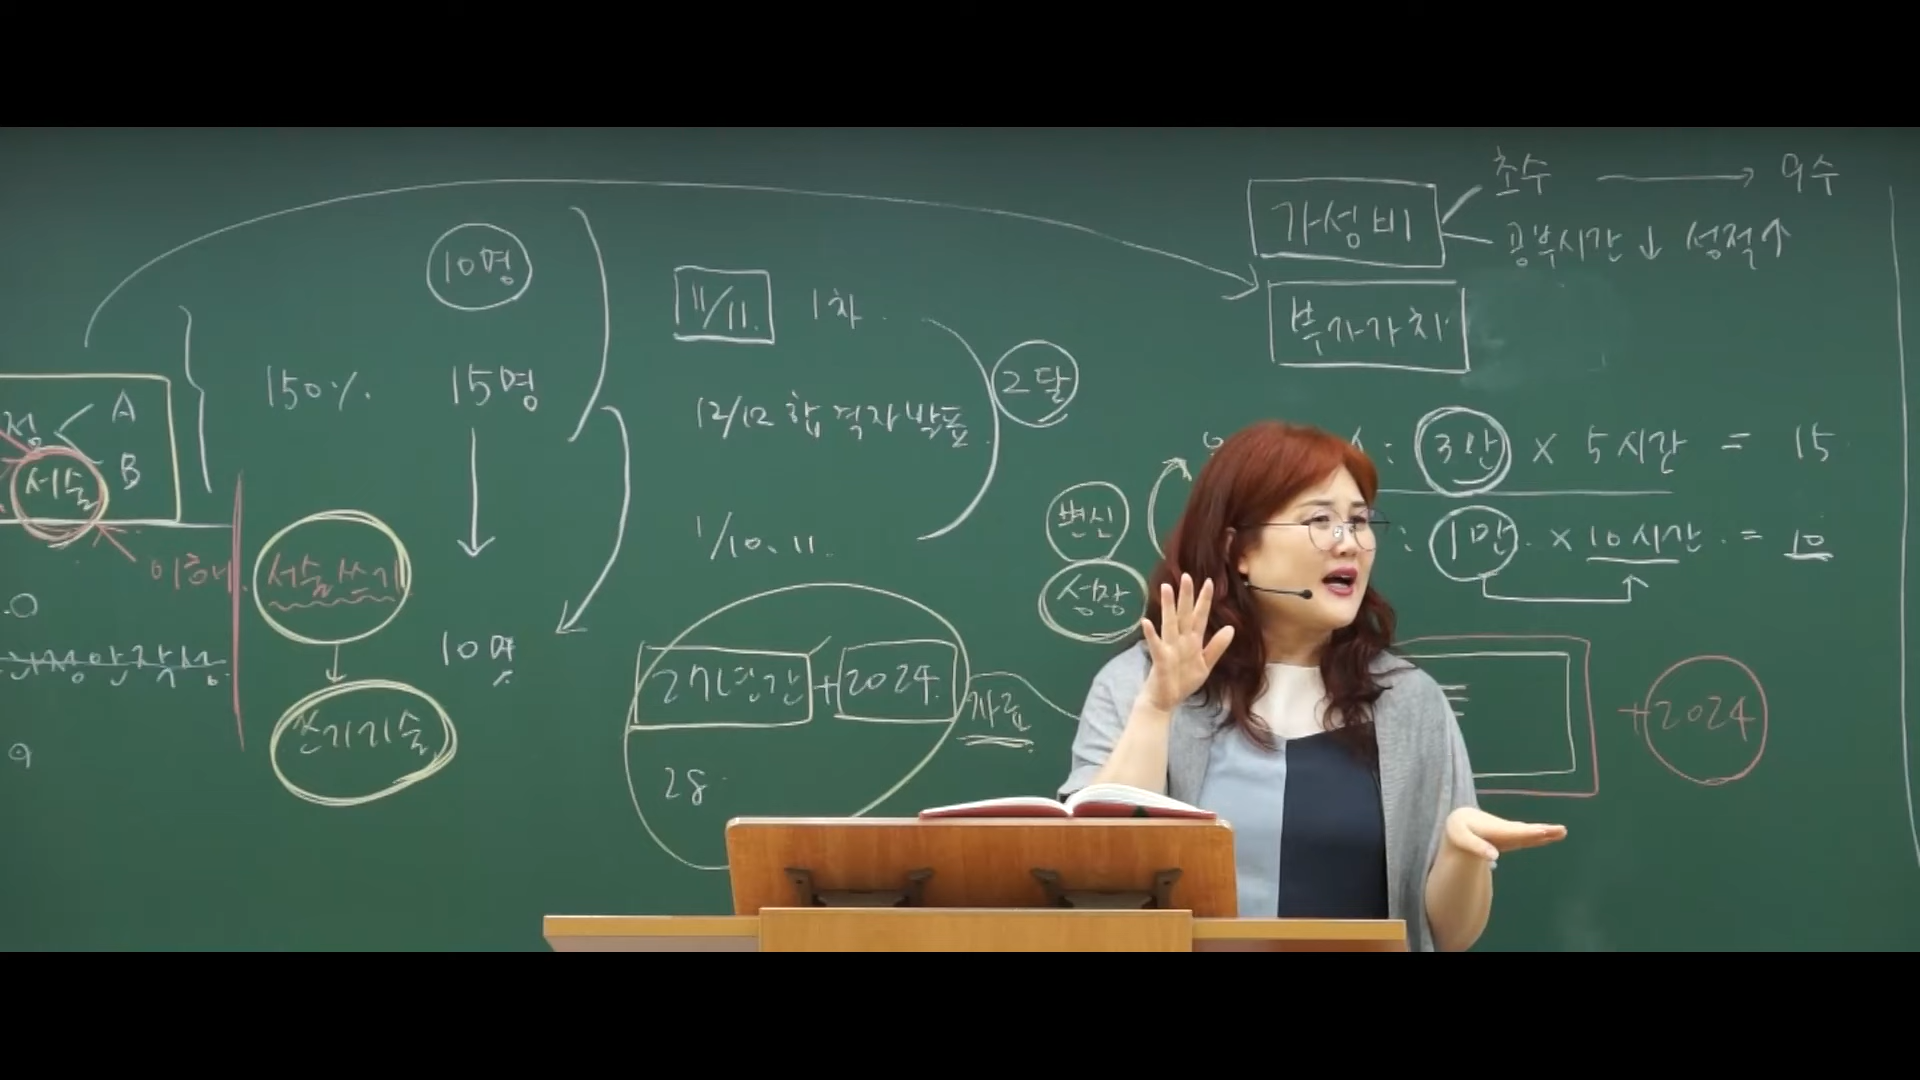 초수 → 9수
가성비
공부시간 ↓ 성적↑
부가가치
10명
11/11. 1차
150%. 15명
2달
12/12 합격자 발표
A
서술 B
3만 × 5시간 = 15
변신
1만 × 10시간 = 10
1/10. 11.
성장
서술쓰기
10명
27년간 + 2024.
자료
+2024
쓰기기술
28